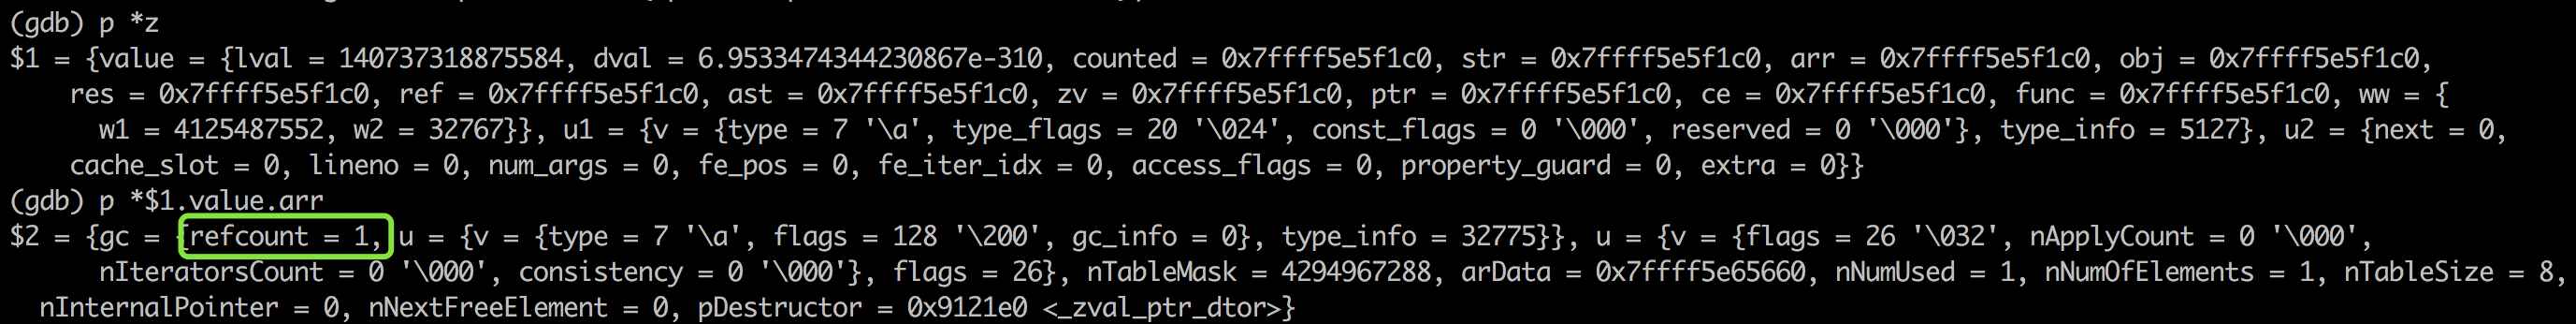 (gdb) p *z
$1 = {value = {lval = 140737318875584, dval = 6.9533474344230867e-310, counted = 0x7ffff5e5f1c0, str = 0x7ffff5e5f1c0, arr = 0x7ffff5e5f1c0, obj = 0x7ffff5e5f1c0,
res = 0x7ffff5e5f1c0, ref = 0x7ffff5e5f1c0, ast = 0x7ffff5e5f1c0, zv = 0x7ffff5e5f1c0, ptr = 0x7ffff5e5f1c0, ce = 0x7ffff5e5f1c0, func = 0x7ffff5e5f1c0, ww = {
w1 = 4125487552, w2 = 32767}}, u1 = {v = {type = 7 '\a', type_flags = 20 '\024', const_flags = 0 '\000', reserved = 0 '\000'}, type_info = 5127}, u2 = {next = 0,
cache_slot = 0, lineno = 0, num_args = 0, fe_pos = 0, fe_iter_idx = 0, access_flags = 0, property_guard = 0, extra = 0}}
(gdb) p *$1.value.arr
$2 = {gc = {refcount = 1, u = {v = {type = 7 '\a', flags = 128 '\200', gc_info = 0}, type_info = 32775}}, u = {v = {flags = 26 '\032', nApplyCount = 0 '\000',
nIteratorsCount = 0 '\000', consistency = 0 '\000'}, flags = 26}, nTableMask = 4294967288, arData = 0x7ffff5e65660, nNumUsed = 1, nNumOfElements = 1, nTableSize = 8,
nInternalPointer = 0, nNextFreeElement = 0, pDestructor = 0x9121e0 <_zval_ptr_dtor>}